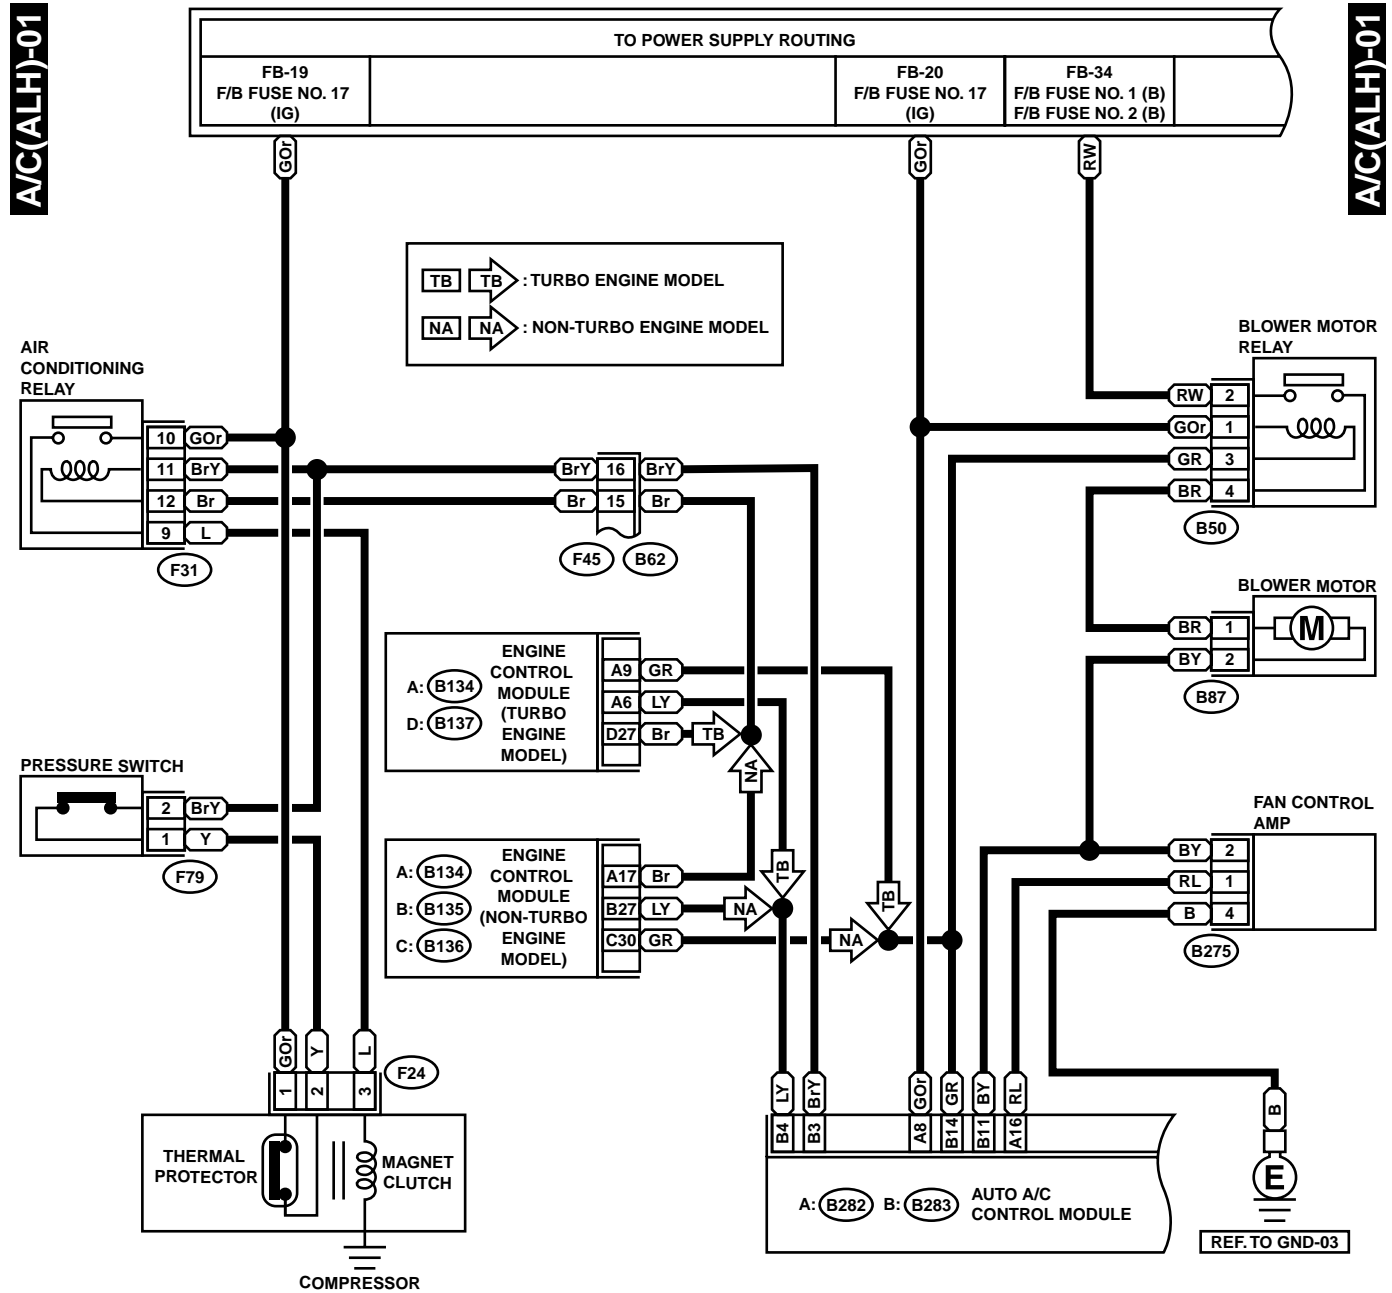 A/C(ALH)-01
A/C(ALH)-01
TO POWER SUPPLY ROUTING
FB-19
F/B FUSE NO. 17
(IG)
FB-20
F/B FUSE NO. 17
(IG)
FB-34
F/B FUSE NO. 1 (B)
F/B FUSE NO. 2 (B)
GOr
GOr
RW
TB TB : TURBO ENGINE MODEL
NA NA : NON-TURBO ENGINE MODEL
AIR
CONDITIONING
RELAY
10 GOr
11 BrY
12 Br
9 L
F31
BrY 16 BrY
Br 15 Br
F45 B62
BLOWER MOTOR
RELAY
RW 2
GOr 1
GR 3
BR 4
B50
BLOWER MOTOR
BR 1
BY 2
M
B87
A: B134
D: B137
ENGINE
CONTROL
MODULE
(TURBO
ENGINE
MODEL)
A9 GR
A6 LY
D27 Br
TB
NA
PRESSURE SWITCH
2 BrY
1 Y
F79
A: B134
B: B135
C: B136
ENGINE
CONTROL
MODULE
(NON-TURBO
ENGINE
MODEL)
A17 Br
B27 LY
C30 GR
TB
NA
TB
NA
FAN CONTROL
AMP
BY 2
RL 1
B 4
B275
GOr Y L
1 2 3
F24
THERMAL
PROTECTOR
MAGNET
CLUTCH
COMPRESSOR
LY BrY GOr GR BY RL
B4 B3 A8 B14 B11 A16
A: B282 B: B283
AUTO A/C
CONTROL MODULE
B
E
REF. TO GND-03